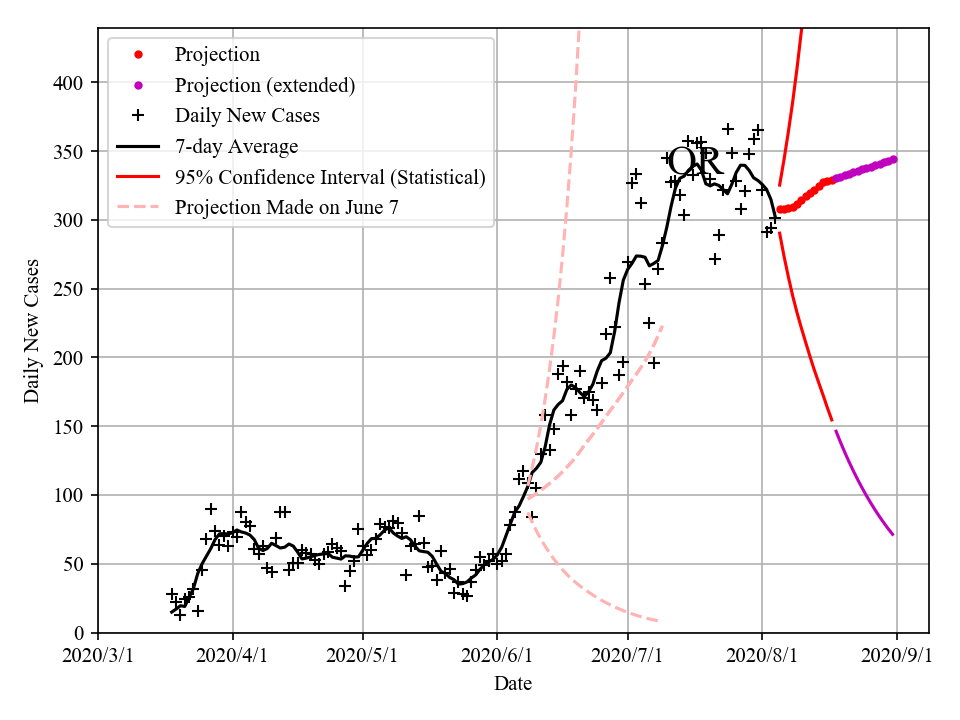 Projection
Projection (extended)
Daily New Cases
7-day Average
95% Confidence Interval (Statistical)
Projection Made on June 7
OR
400
350
300
250
200
150
100
50
0
Daily New Cases
2020/3/1 2020/4/1 2020/5/1 2020/6/1 2020/7/1 2020/8/1 2020/9/1
Date